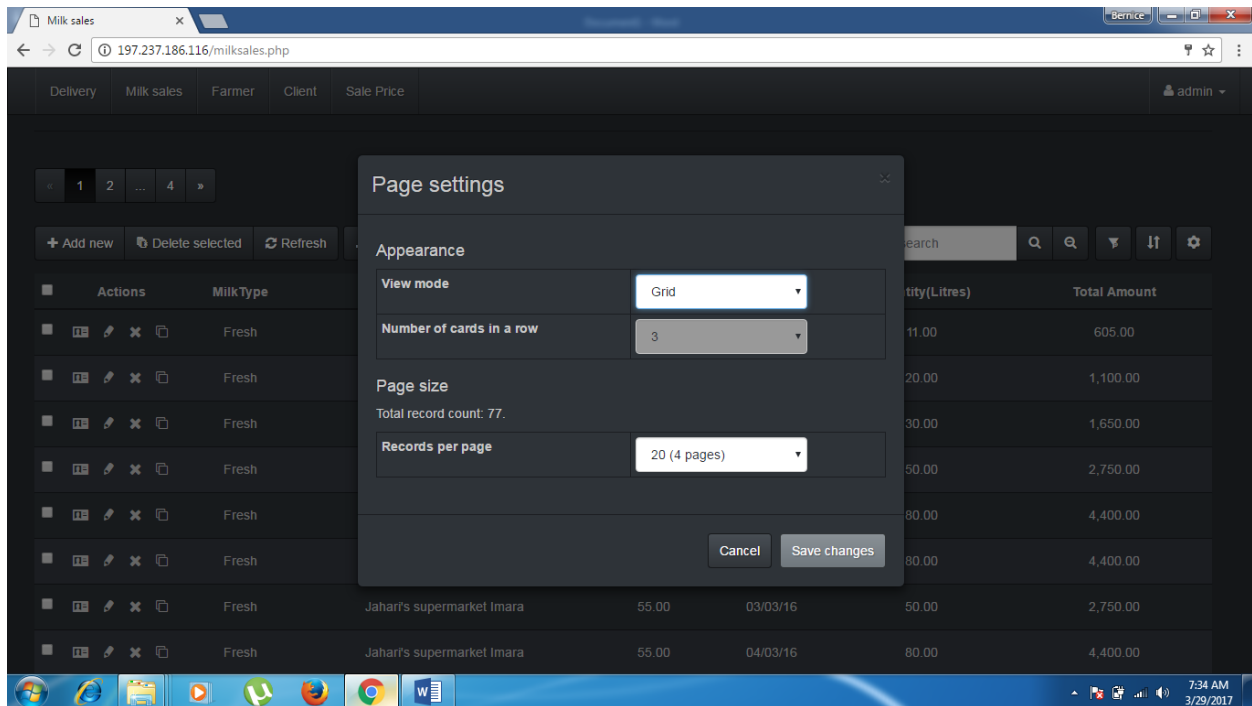 Milk sales
Bernice
197.237.186.116/milksales.php
Delivery Milk sales Farmer Client Sale Price admin
« 1 2 ... 4 »
Page settings
+ Add new Delete selected Refresh earch
Appearance
Actions MilkType View mode Grid tity(Litres) Total Amount
Fresh Number of cards in a row 3 11.00 605.00
Fresh Page size 20.00 1,100.00
Total record count: 77.
Fresh 30.00 1,650.00
Records per page 20 (4 pages)
Fresh 50.00 2,750.00
Fresh 80.00 4,400.00
Cancel Save changes
Fresh 80.00 4,400.00
Fresh Jahari's supermarket Imara 55.00 03/03/16 50.00 2,750.00
Fresh Jahari's supermarket Imara 55.00 04/03/16 80.00 4,400.00
7:34 AM
3/29/2017